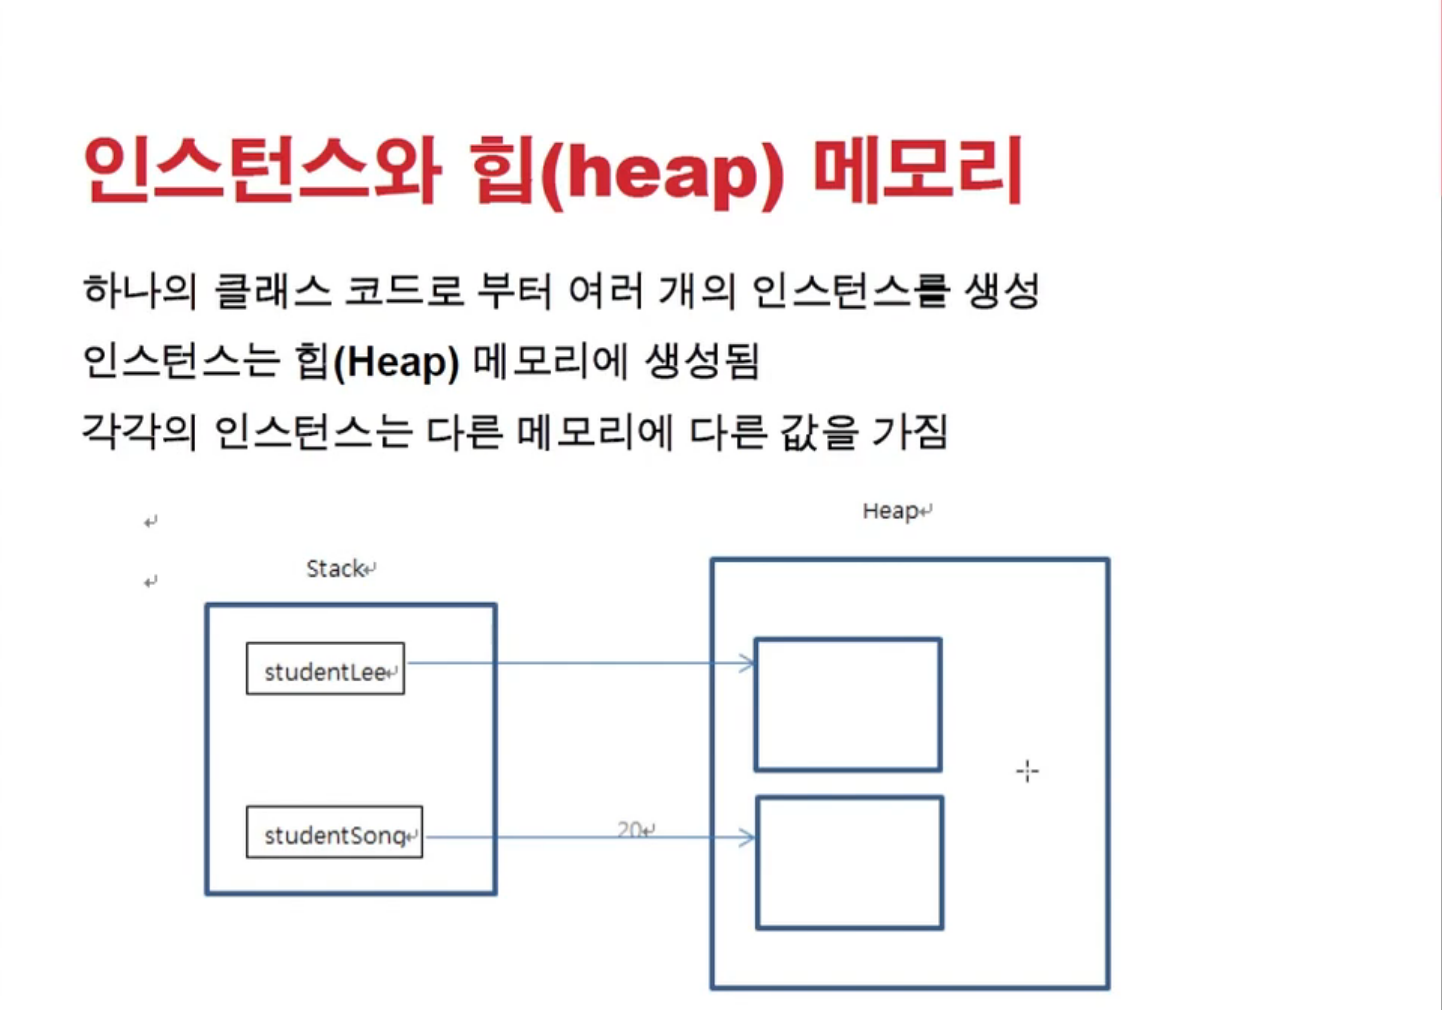 인스턴스와 힙(heap) 메모리
하나의 클래스 코드로 부터 여러 개의 인스턴스를 생성
인스턴스는 힙(Heap) 메모리에 생성됨
각각의 인스턴스는 다른 메모리에 다른 값을 가짐
Heap
Stack
studentLee
studentSong
20